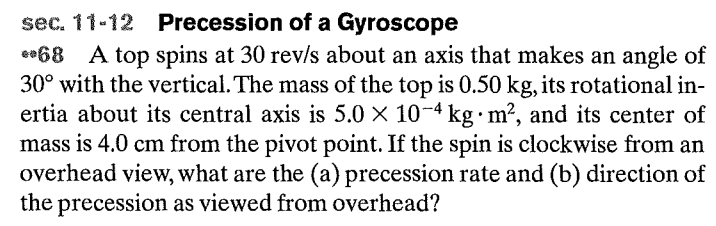 sec. 11-12 Precession of a Gyroscope
••68 A top spins at 30 rev/s about an axis that makes an angle of
30° with the vertical. The mass of the top is 0.50 kg, its rotational in-
ertia about its central axis is 5.0 × 10⁻⁴ kg · m², and its center of
mass is 4.0 cm from the pivot point. If the spin is clockwise from an
overhead view, what are the (a) precession rate and (b) direction of
the precession as viewed from overhead?